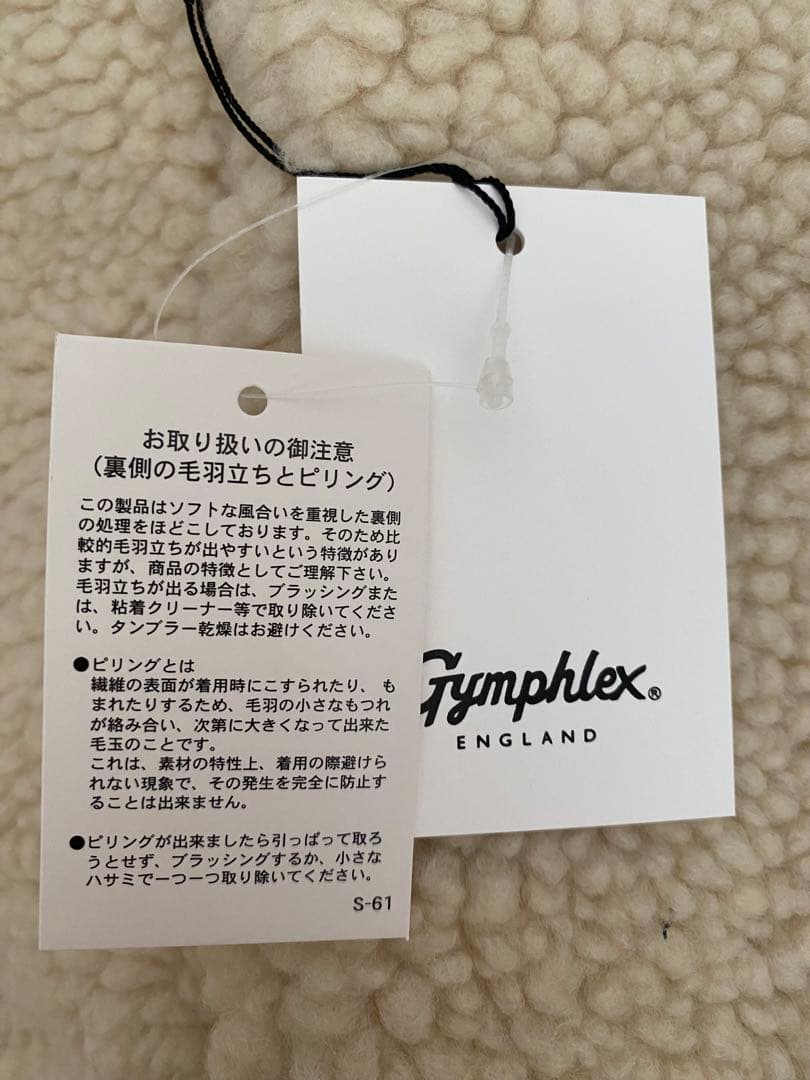 お取り扱いの御注意
(裏側の毛羽立ちとピリング)
この製品はソフトな風合いを重視した裏側
の処理をほどこしております。そのため比
較的毛羽立ちが出やすいという特徴があり
ますが、商品の特徴としてご理解下さい。
毛羽立ちが出る場合は、ブラッシングまた
は、粘着クリーナー等で取り除いてくださ
い。タンブラー乾燥はお避けください。
●ピリングとは
繊維の表面が着用時にこすられたり、も
まれたりするため、毛羽の小さなもつれ
が絡み合い、次第に大きくなって出来た
毛玉のことです。
これは、素材の特性上、着用の際避けら
れない現象で、その発生を完全に防止す
ることは出来ません。
●ピリングが出来ましたら引っぱって取ろ
うとせず、ブラッシングするか、小さな
ハサミで一つ一つ取り除いてください。
S-61
Gymphlex®
ENGLAND